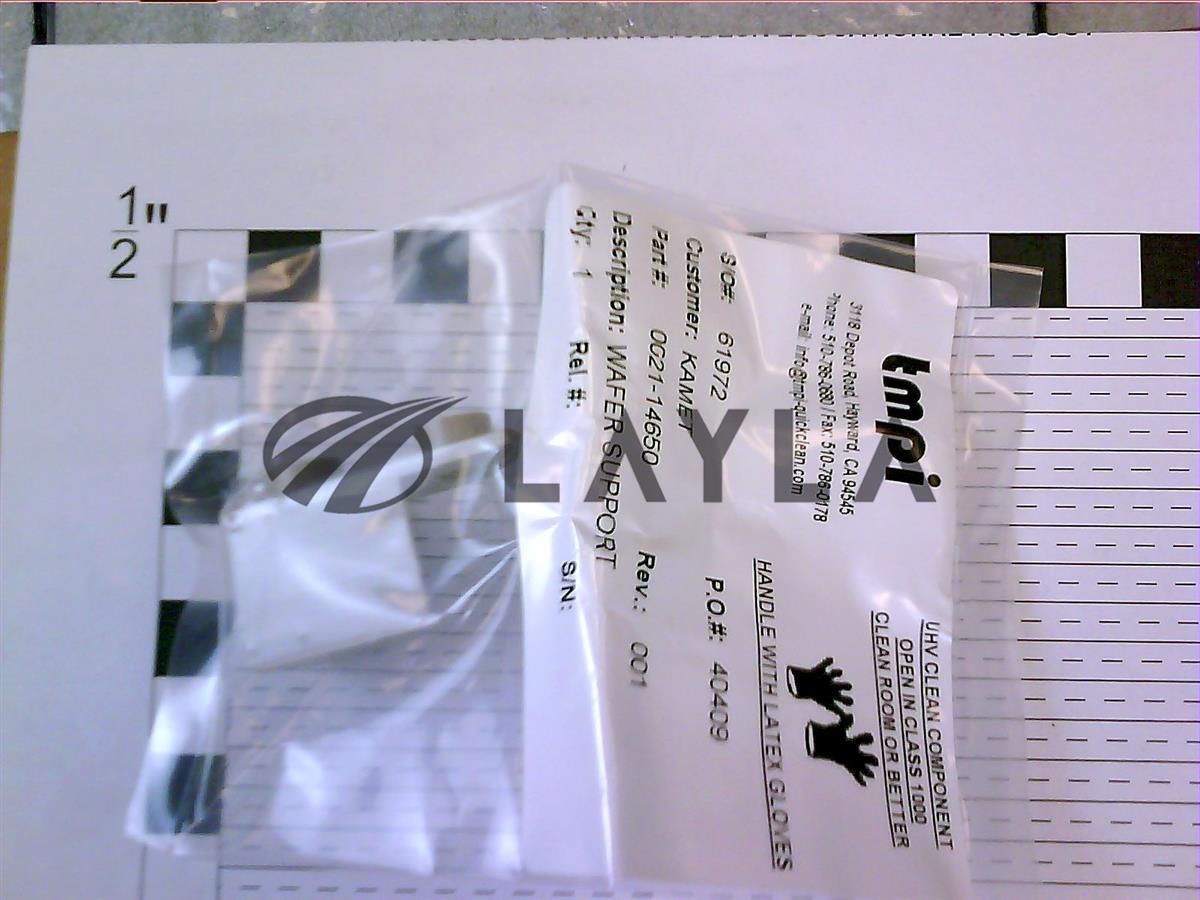 1"
2
tmpi
3118 Depot Road Hayward, CA 94545
Phone: 510-786-0680 / Fax: 510-786-0178
e-mail: info@tmpi-quickclean.com
UHV CLEAN COMPONENT
OPEN IN CLASS 1000
CLEAN ROOM OR BETTER
HANDLE WITH LATEX GLOVES
S/O#: 61972 P.O.#: 40409
Customer: KAMET
Part #: 0021-14650 Rev.: 001
Description: WAFER SUPPORT
Qty: 1 Rel. #: S/N:
LAYLA